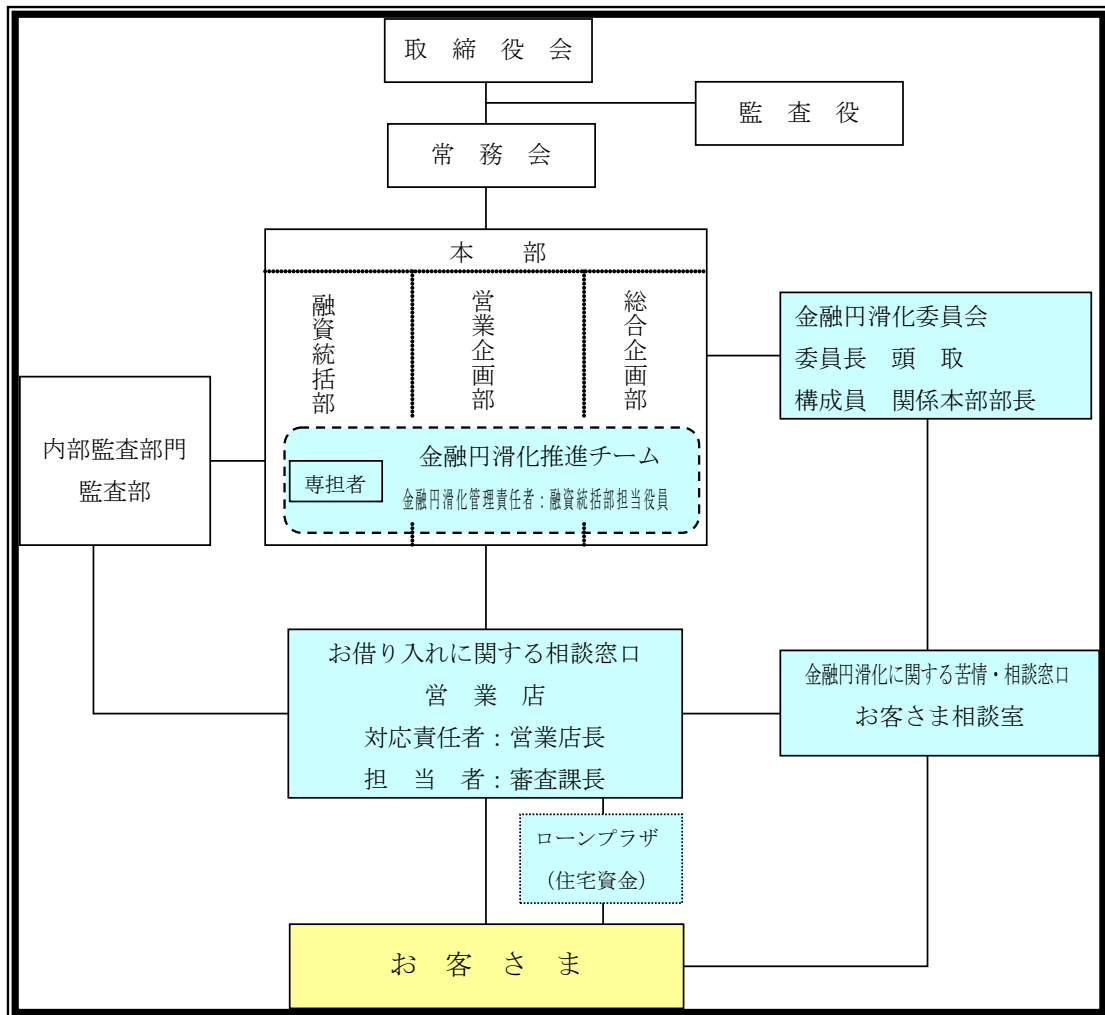 取 締 役 会
監 査 役
常 務 会
本 部
融資統括部
営業企画部
総合企画部
金融円滑化委員会
委員長 頭 取
構成員 関係本部部長
内部監査部門
監査部
金融円滑化推進チーム
専担者
金融円滑化管理責任者：融資統括部担当役員
お借り入れに関する相談窓口
営 業 店
対応責任者：営業店長
担 当 者：審査課長
金融円滑化に関する苦情・相談窓口
お客さま相談室
ローンプラザ
（住宅資金）
お 客 さ ま